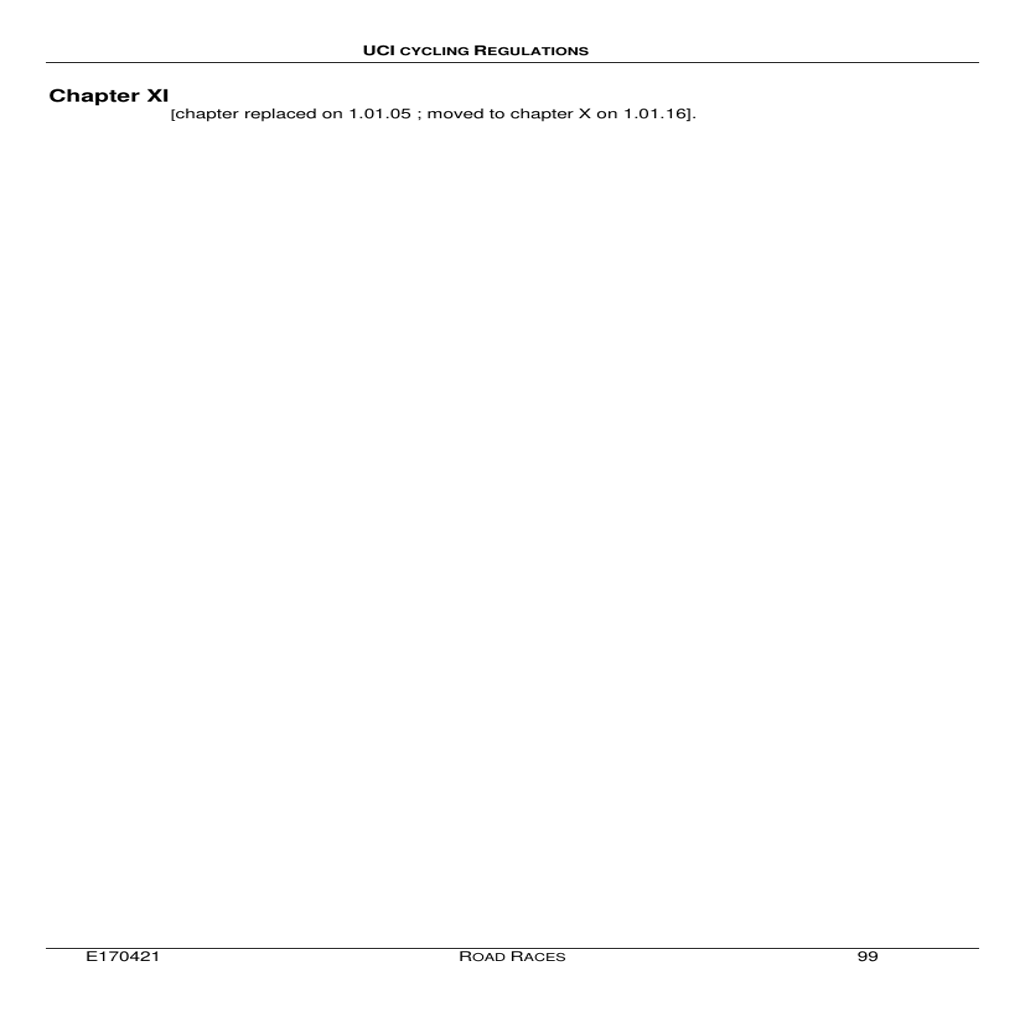 UCI CYCLING REGULATIONS
Chapter XI
[chapter replaced on 1.01.05 ; moved to chapter X on 1.01.16].
E170421 ROAD RACES 99